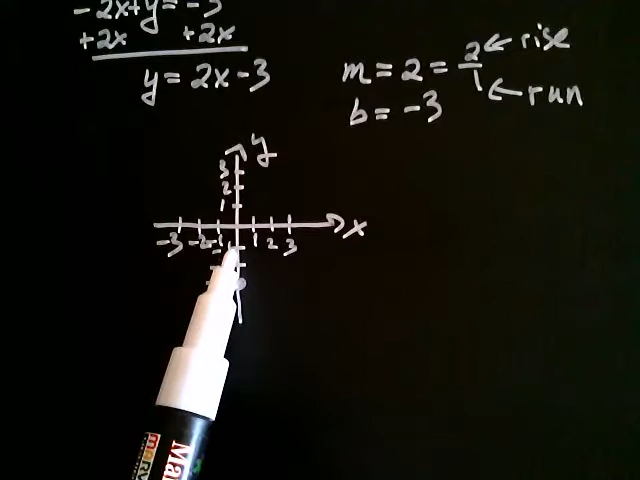 -2x+y=-3
+2x +2x
y = 2x-3
m = 2 = 2/1 ← rise
← run
b = -3
y
3
2
1
-3 -2 -1 1 2 3 x